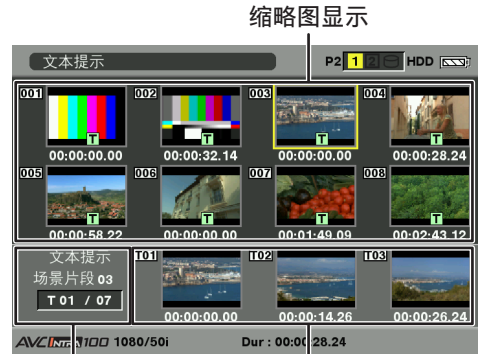 缩略图显示
文本提示 P2 1 2 HDD
001 002 003 004
T T T T
00:00:00.00 00:00:32.14 00:00:00.00 00:00:28.24
005 006 007 008
T T T T
00:00:58.22 00:00:00.00 00:01:49.09 00:02:43.12
文本提示 T01 T02 T03
场景片段 03
T 01 / 07
00:00:00.00 00:00:14.26 00:00:26.24
AVC INTRA 100 1080/50i Dur : 00:00:28.24